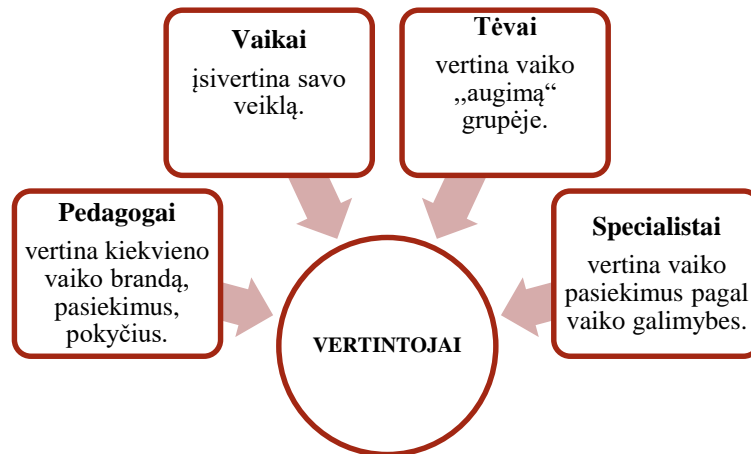 Vaikai
įsivertina savo
veiklą.
Tėvai
vertina vaiko
,,augimą“
grupėje.
Pedagogai
vertina kiekvieno
vaiko brandą,
pasiekimus,
pokyčius.
Specialistai
vertina vaiko
pasiekimus pagal
vaiko galimybes.
VERTINTOJAI